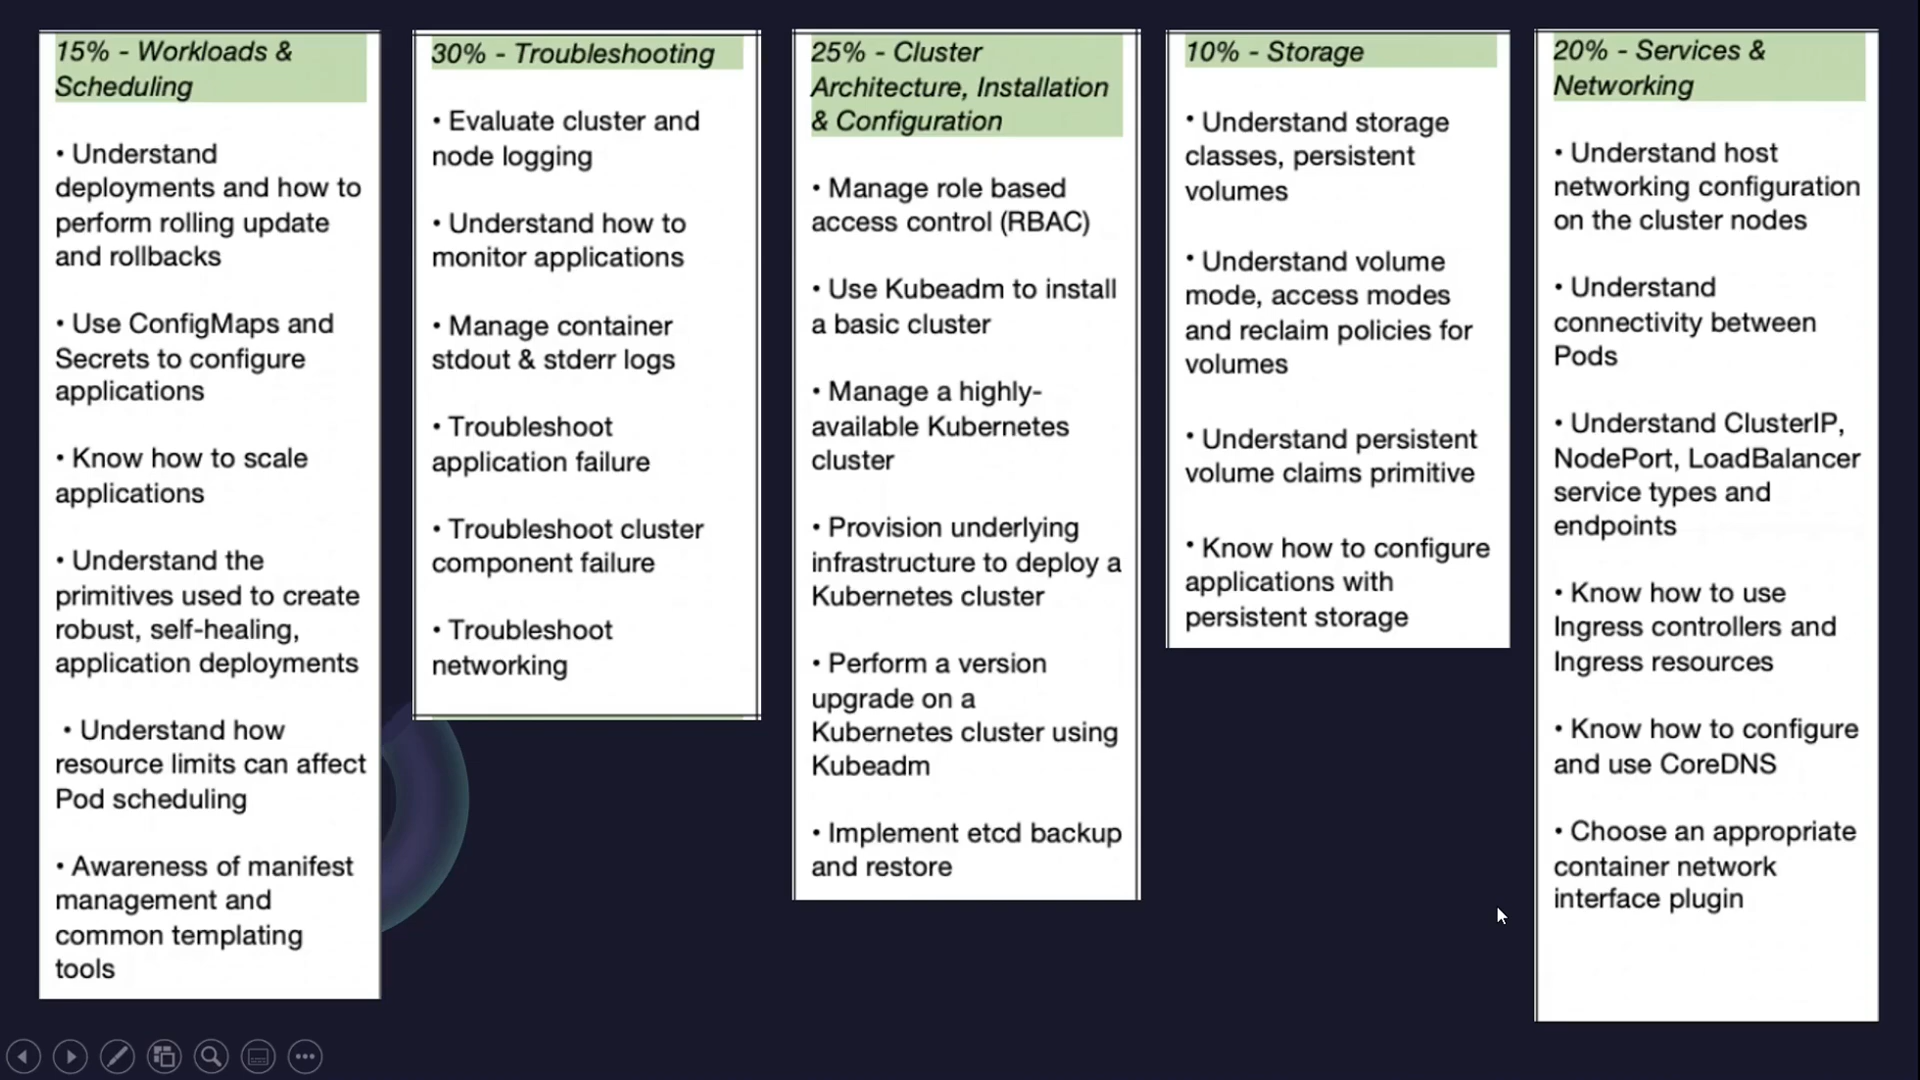 15% - Workloads &
Scheduling
• Understand
deployments and how to
perform rolling update
and rollbacks
• Use ConfigMaps and
Secrets to configure
applications
• Know how to scale
applications
• Understand the
primitives used to create
robust, self-healing,
application deployments
• Understand how
resource limits can affect
Pod scheduling
• Awareness of manifest
management and
common templating
tools
30% - Troubleshooting
• Evaluate cluster and
node logging
• Understand how to
monitor applications
• Manage container
stdout & stderr logs
• Troubleshoot
application failure
• Troubleshoot cluster
component failure
• Troubleshoot
networking
25% - Cluster
Architecture, Installation
& Configuration
• Manage role based
access control (RBAC)
• Use Kubeadm to install
a basic cluster
• Manage a highly-
available Kubernetes
cluster
• Provision underlying
infrastructure to deploy a
Kubernetes cluster
• Perform a version
upgrade on a
Kubernetes cluster using
Kubeadm
• Implement etcd backup
and restore
10% - Storage
• Understand storage
classes, persistent
volumes
• Understand volume
mode, access modes
and reclaim policies for
volumes
• Understand persistent
volume claims primitive
• Know how to configure
applications with
persistent storage
20% - Services &
Networking
• Understand host
networking configuration
on the cluster nodes
• Understand
connectivity between
Pods
• Understand ClusterIP,
NodePort, LoadBalancer
service types and
endpoints
• Know how to use
Ingress controllers and
Ingress resources
• Know how to configure
and use CoreDNS
• Choose an appropriate
container network
interface plugin